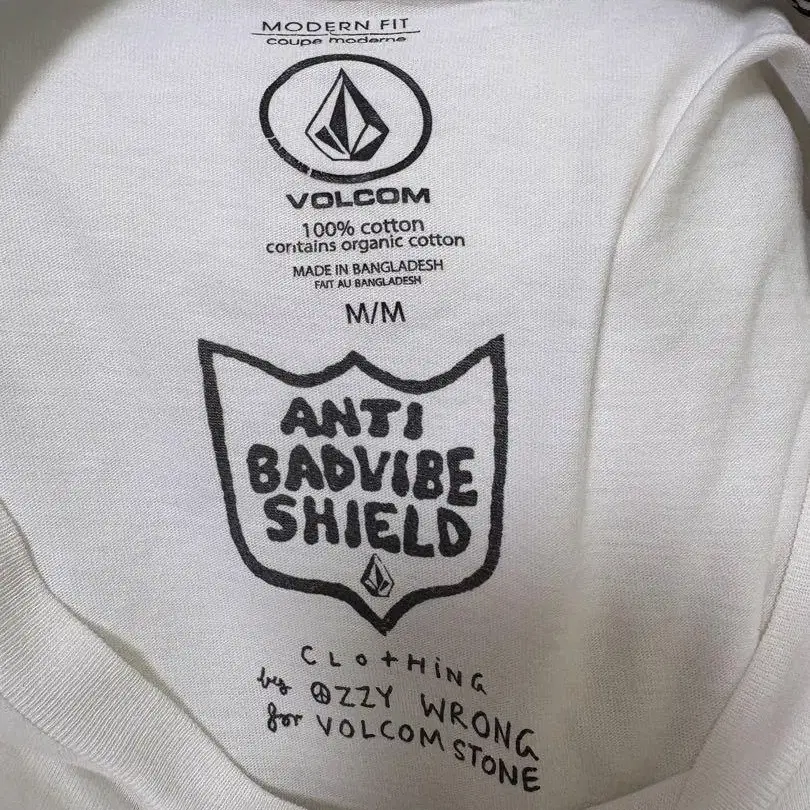 MODERN FIT
coupe moderne
VOLCOM
100% cotton
contains organic cotton
MADE IN BANGLADESH
FAIT AU BANGLADESH
M/M
ANTI
BADVIBE
SHIELD
CLOTHiNG
by OZZY WRONG
for VOLCOM STONE